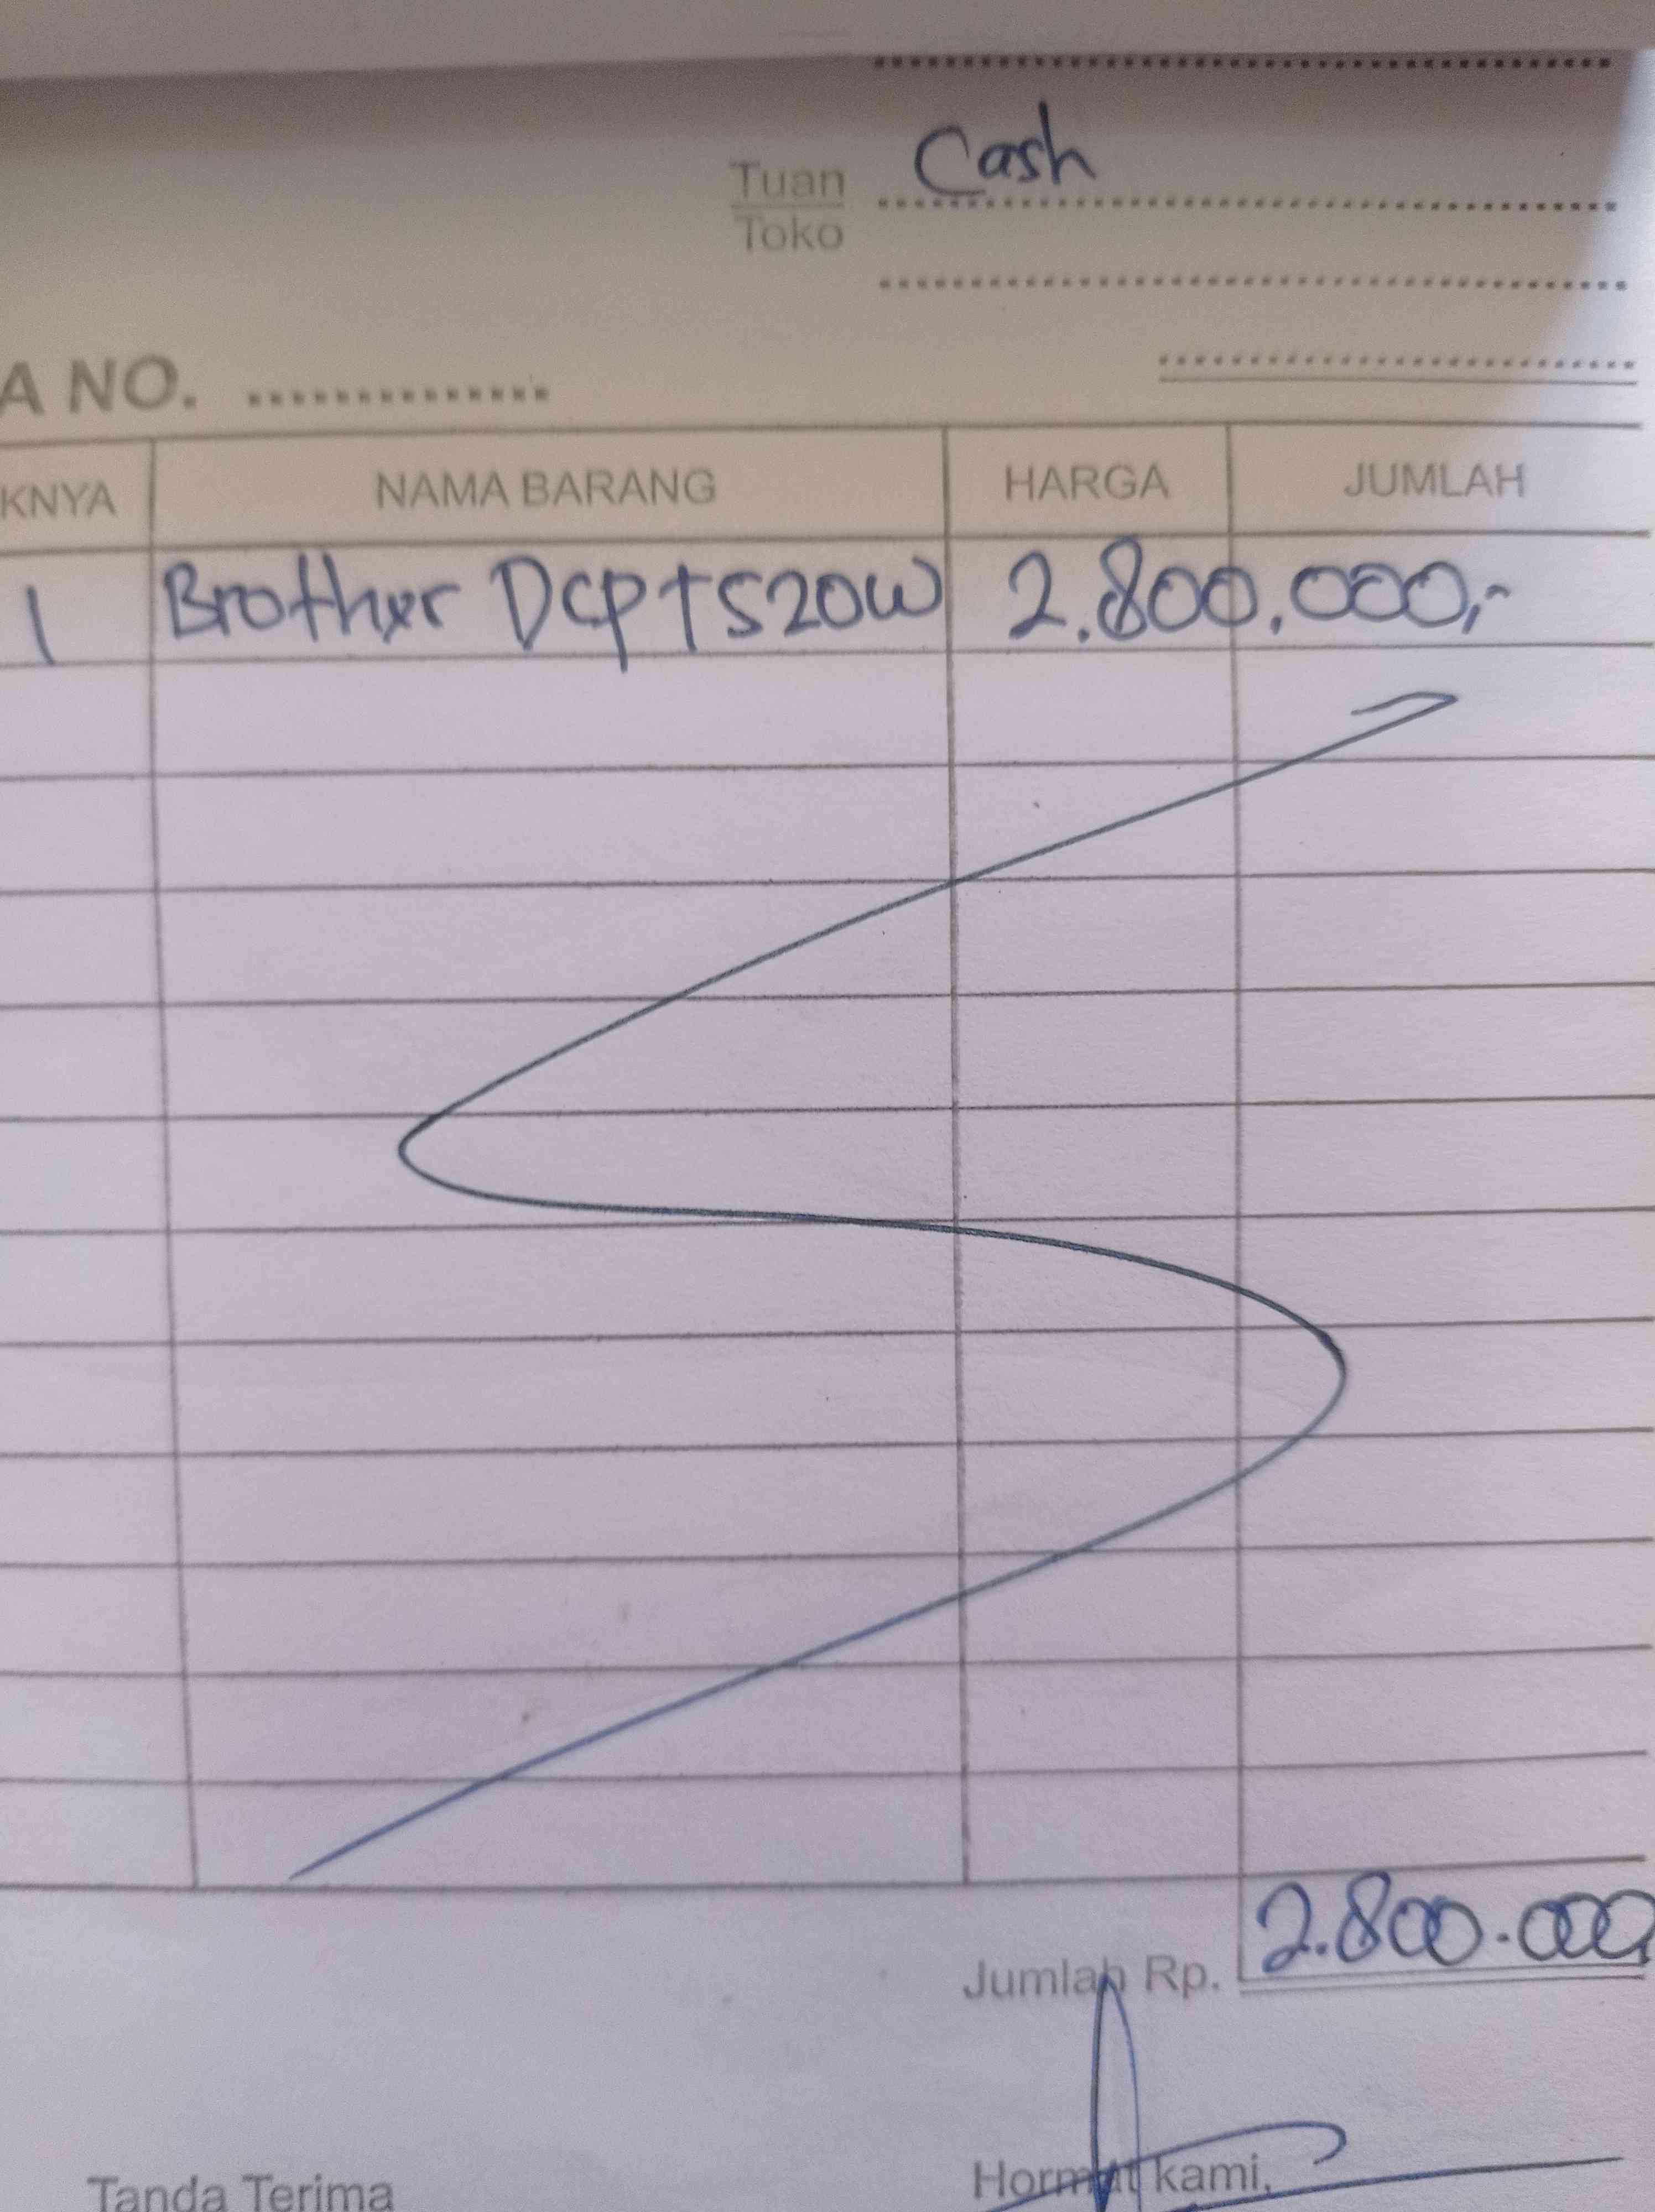 Cash
Tuan
Toko
A NO. ...............
KNYA NAMA BARANG HARGA JUMLAH
1 Brother DCP T520W 2.800.000,-
Jumlah Rp. 2.800.000
Tanda Terima Hormat kami,